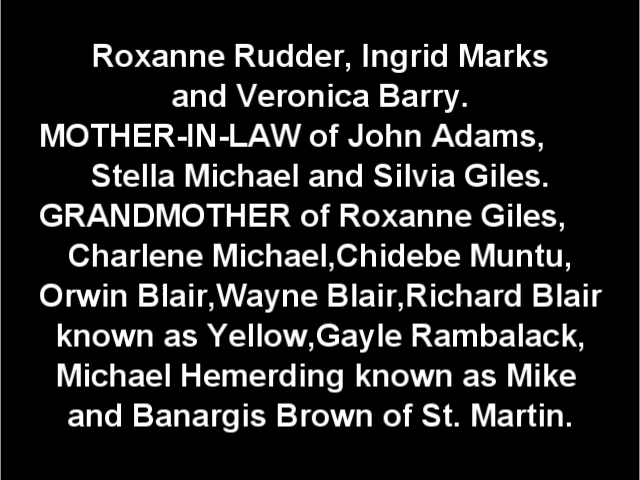 Roxanne Rudder, Ingrid Marks
and Veronica Barry.
MOTHER-IN-LAW of John Adams,
Stella Michael and Silvia Giles.
GRANDMOTHER of Roxanne Giles,
Charlene Michael,Chidebe Muntu,
Orwin Blair,Wayne Blair,Richard Blair
known as Yellow,Gayle Rambalack,
Michael Hemerding known as Mike
and Banargis Brown of St. Martin.